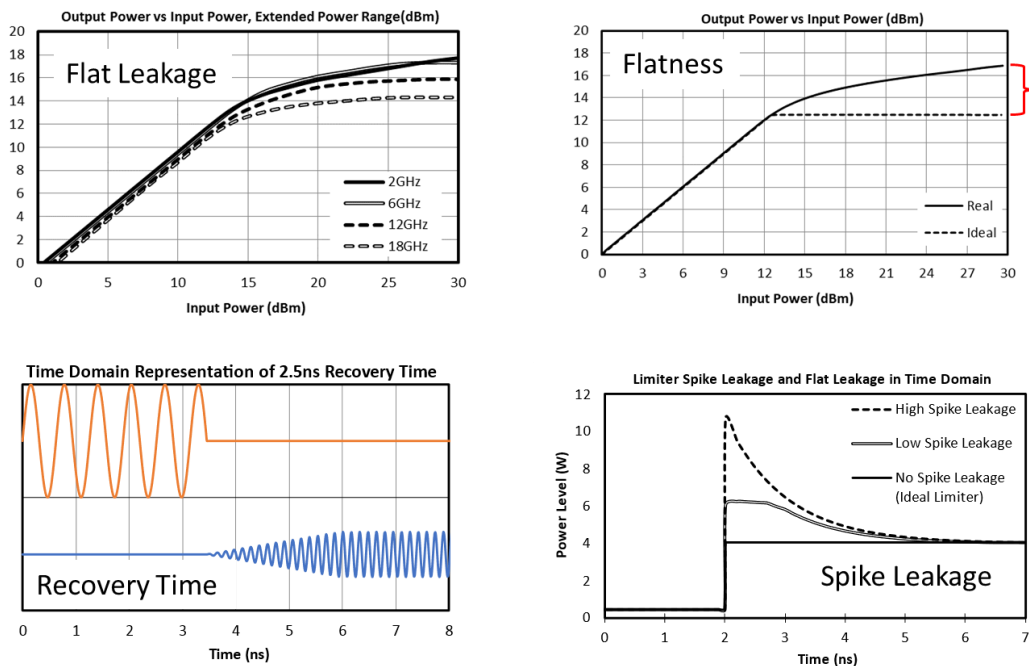 Output Power vs Input Power, Extended Power Range(dBm)
20
18
16
14
12
10
8
6
4
2
0
Flat Leakage
2GHz
6GHz
12GHz
18GHz
0 5 10 15 20 25 30
Input Power (dBm)
Output Power vs Input Power (dBm)
20
18
16
14
12
10
8
6
4
2
0
Flatness
Real
Ideal
0 3 6 9 12 15 18 21 24 27 30
Input Power (dBm)
Time Domain Representation of 2.5ns Recovery Time
Recovery Time
0 1 2 3 4 5 6 7 8
Time (ns)
Limiter Spike Leakage and Flat Leakage in Time Domain
Power Level (W)
12
10
8
6
4
2
0
High Spike Leakage
Low Spike Leakage
No Spike Leakage
(Ideal Limiter)
Spike Leakage
0 1 2 3 4 5 6 7
Time (ns)